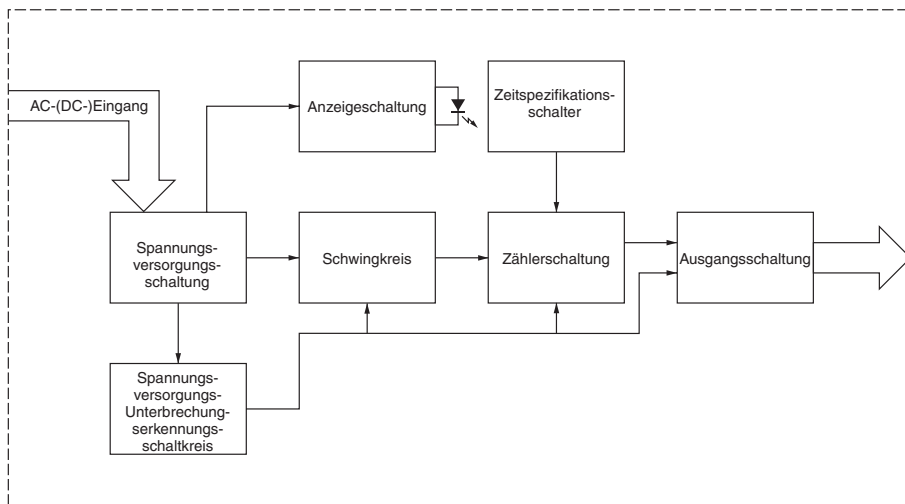 AC-(DC-)Eingang
Anzeigeschaltung
Zeitspezifikations-
schalter
Spannungs-
versorgungs-
schaltung
Schwingkreis
Zählerschaltung
Ausgangsschaltung
Spannungs-
versorgungs-
Unterbrechung-
serkennungs-
schaltkreis